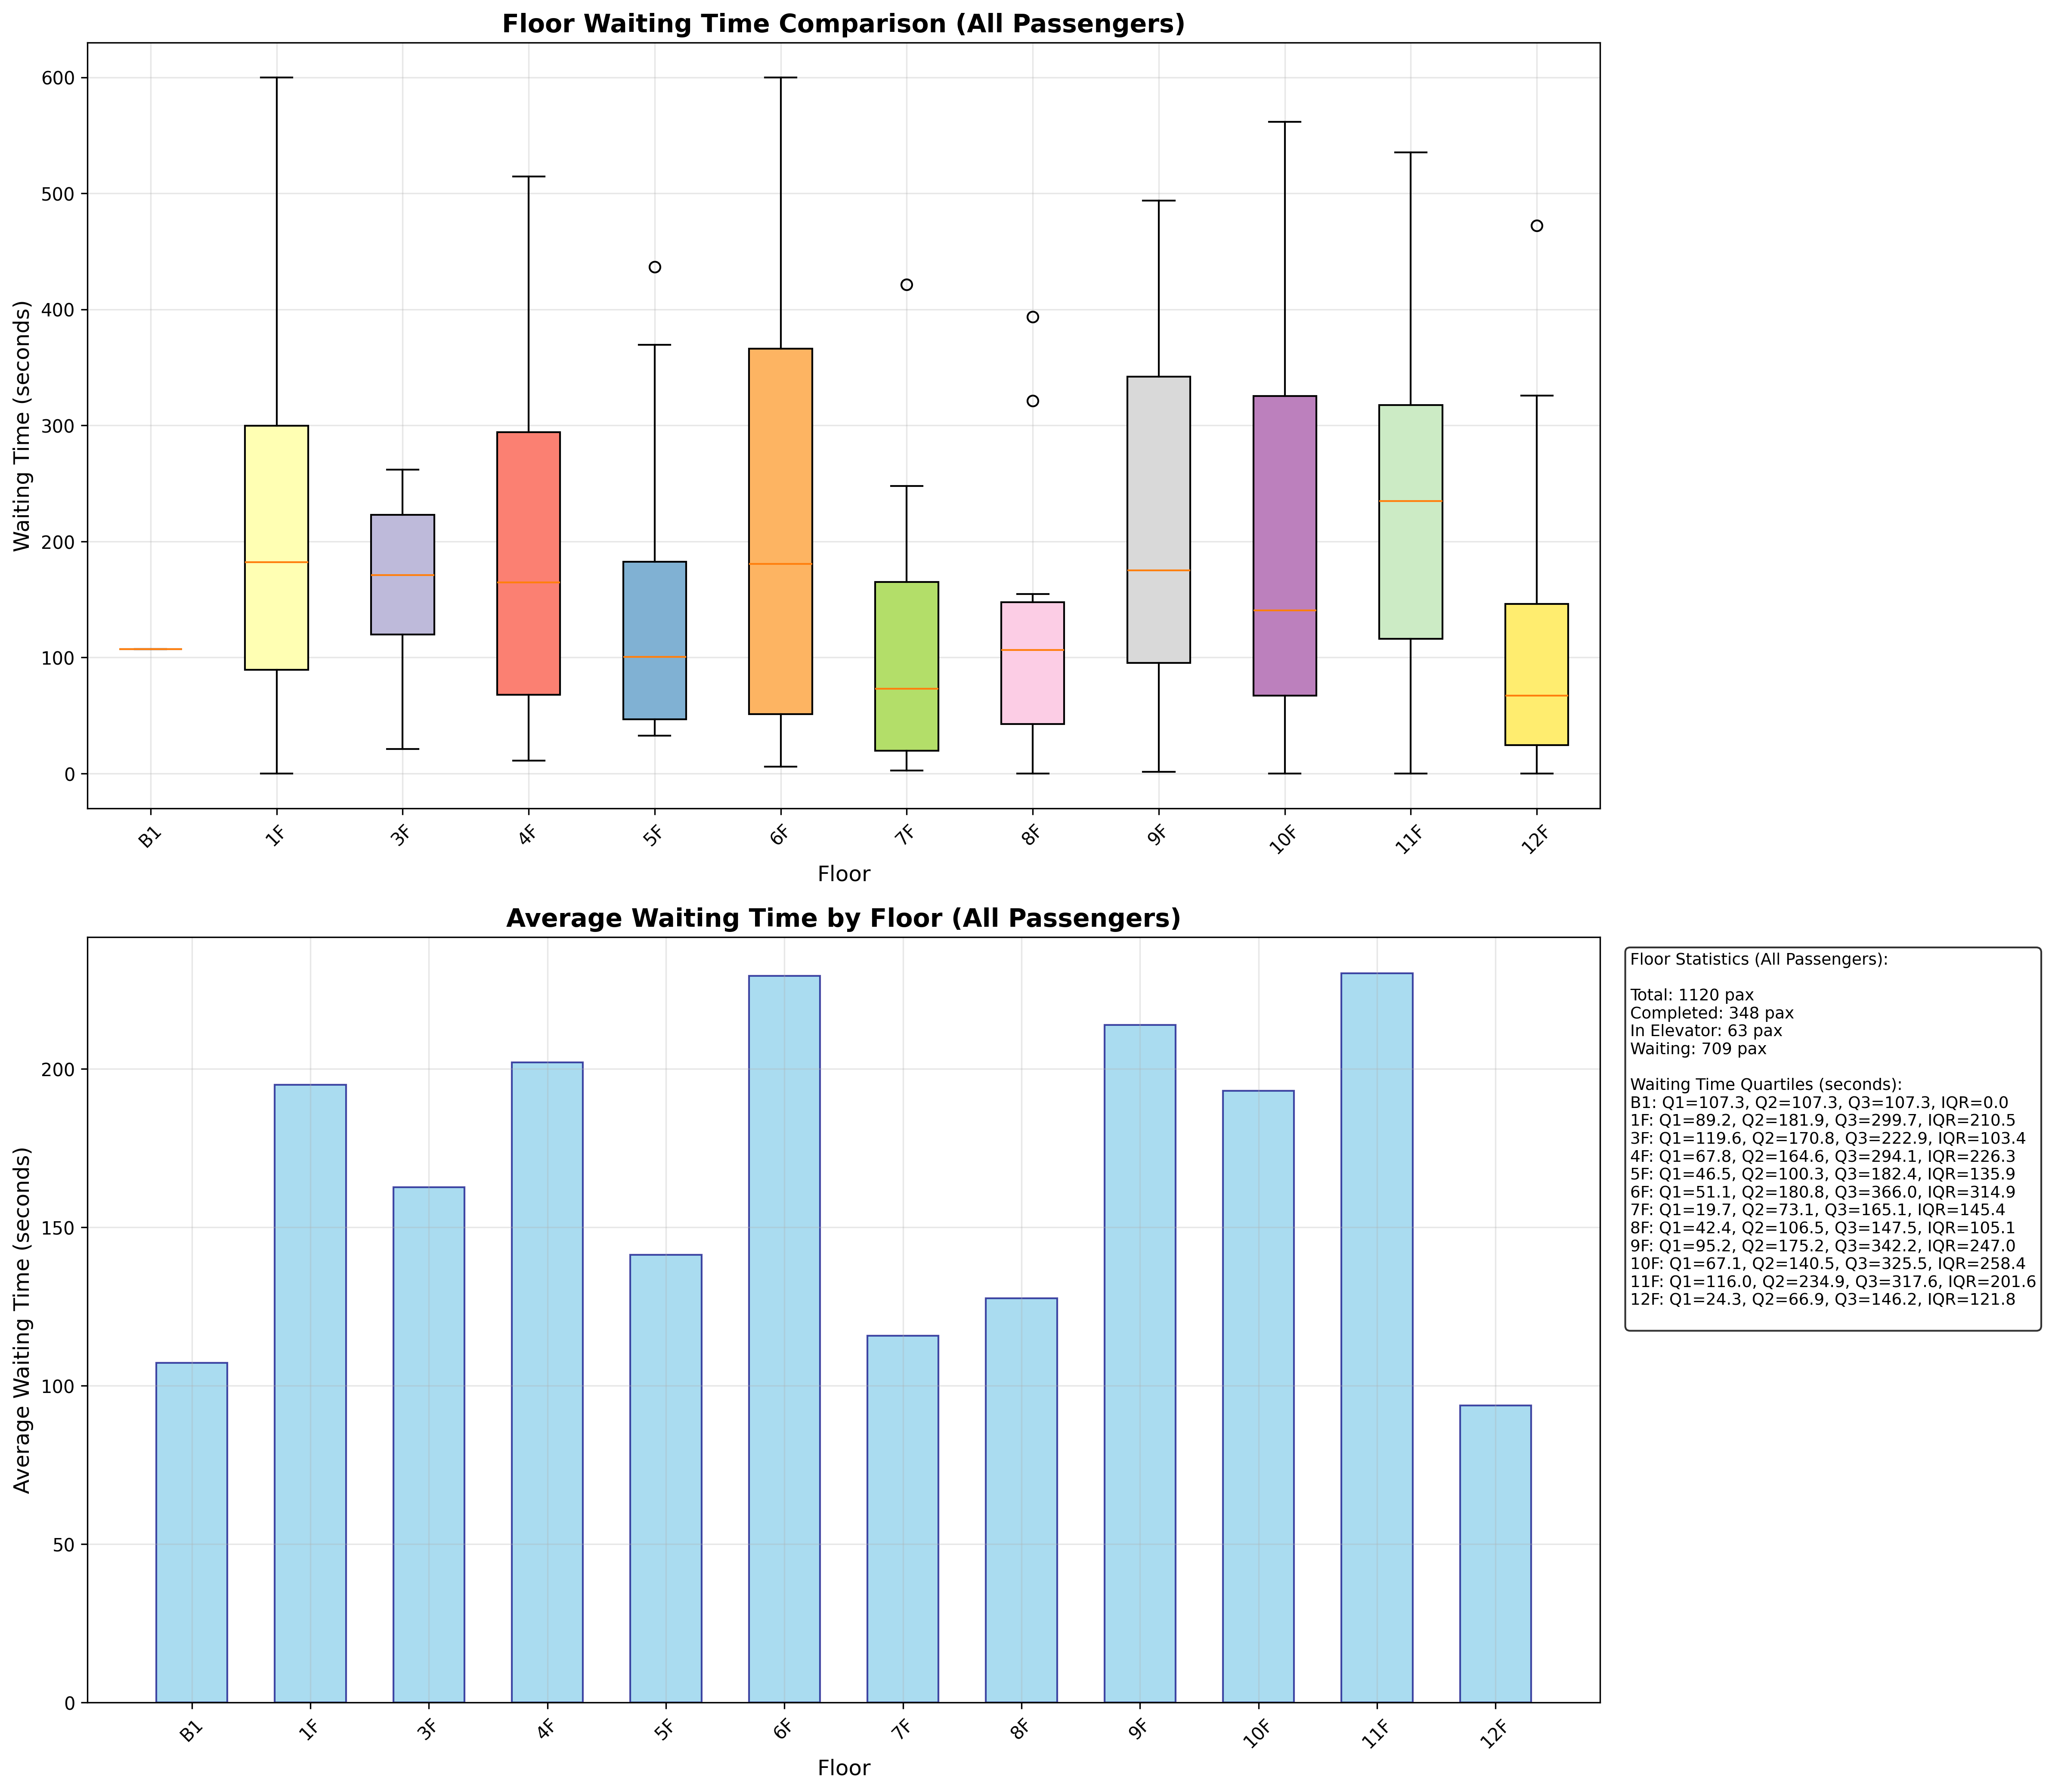 Floor Waiting Time Comparison (All Passengers)
Waiting Time (seconds)
600
500
400
300
200
100
0
B1 1F 3F 4F 5F 6F 7F 8F 9F 10F 11F 12F
Floor
Average Waiting Time by Floor (All Passengers)
Average Waiting Time (seconds)
200
150
100
50
0
B1 1F 3F 4F 5F 6F 7F 8F 9F 10F 11F 12F
Floor
Floor Statistics (All Passengers):
Total: 1120 pax
Completed: 348 pax
In Elevator: 63 pax
Waiting: 709 pax
Waiting Time Quartiles (seconds):
B1: Q1=107.3, Q2=107.3, Q3=107.3, IQR=0.0
1F: Q1=89.2, Q2=181.9, Q3=299.7, IQR=210.5
3F: Q1=119.6, Q2=170.8, Q3=222.9, IQR=103.4
4F: Q1=67.8, Q2=164.6, Q3=294.1, IQR=226.3
5F: Q1=46.5, Q2=100.3, Q3=182.4, IQR=135.9
6F: Q1=51.1, Q2=180.8, Q3=366.0, IQR=314.9
7F: Q1=19.7, Q2=73.1, Q3=165.1, IQR=145.4
8F: Q1=42.4, Q2=106.5, Q3=147.5, IQR=105.1
9F: Q1=95.2, Q2=175.2, Q3=342.2, IQR=247.0
10F: Q1=67.1, Q2=140.5, Q3=325.5, IQR=258.4
11F: Q1=116.0, Q2=234.9, Q3=317.6, IQR=201.6
12F: Q1=24.3, Q2=66.9, Q3=146.2, IQR=121.8